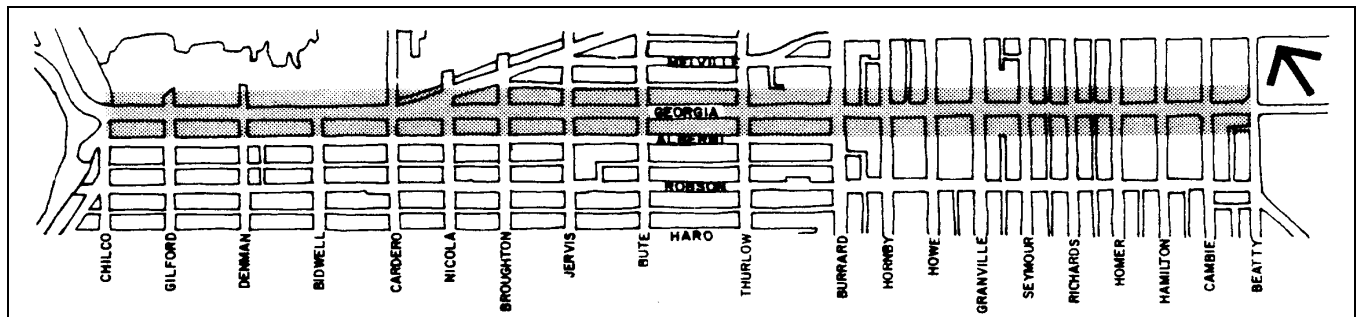 MELVILLE
GEORGIA
ALBERNI
ROBSON
HARO
CHILCO
GILFORD
DENMAN
BIDWELL
CARDERO
NICOLA
BROUGHTON
JERVIS
BUTE
THURLOW
BURRARD
HORNBY
HOWE
GRANVILLE
SEYMOUR
RICHARDS
HOMER
HAMILTON
CAMBIE
BEATTY